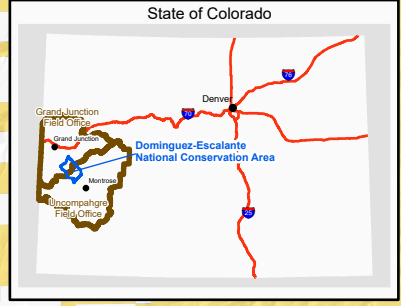 State of Colorado
76
Denver
70
Grand Junction
Field Office
Grand Junction
Dominguez-Escalante
National Conservation Area
Montrose
Uncompahgre
Field Office
25